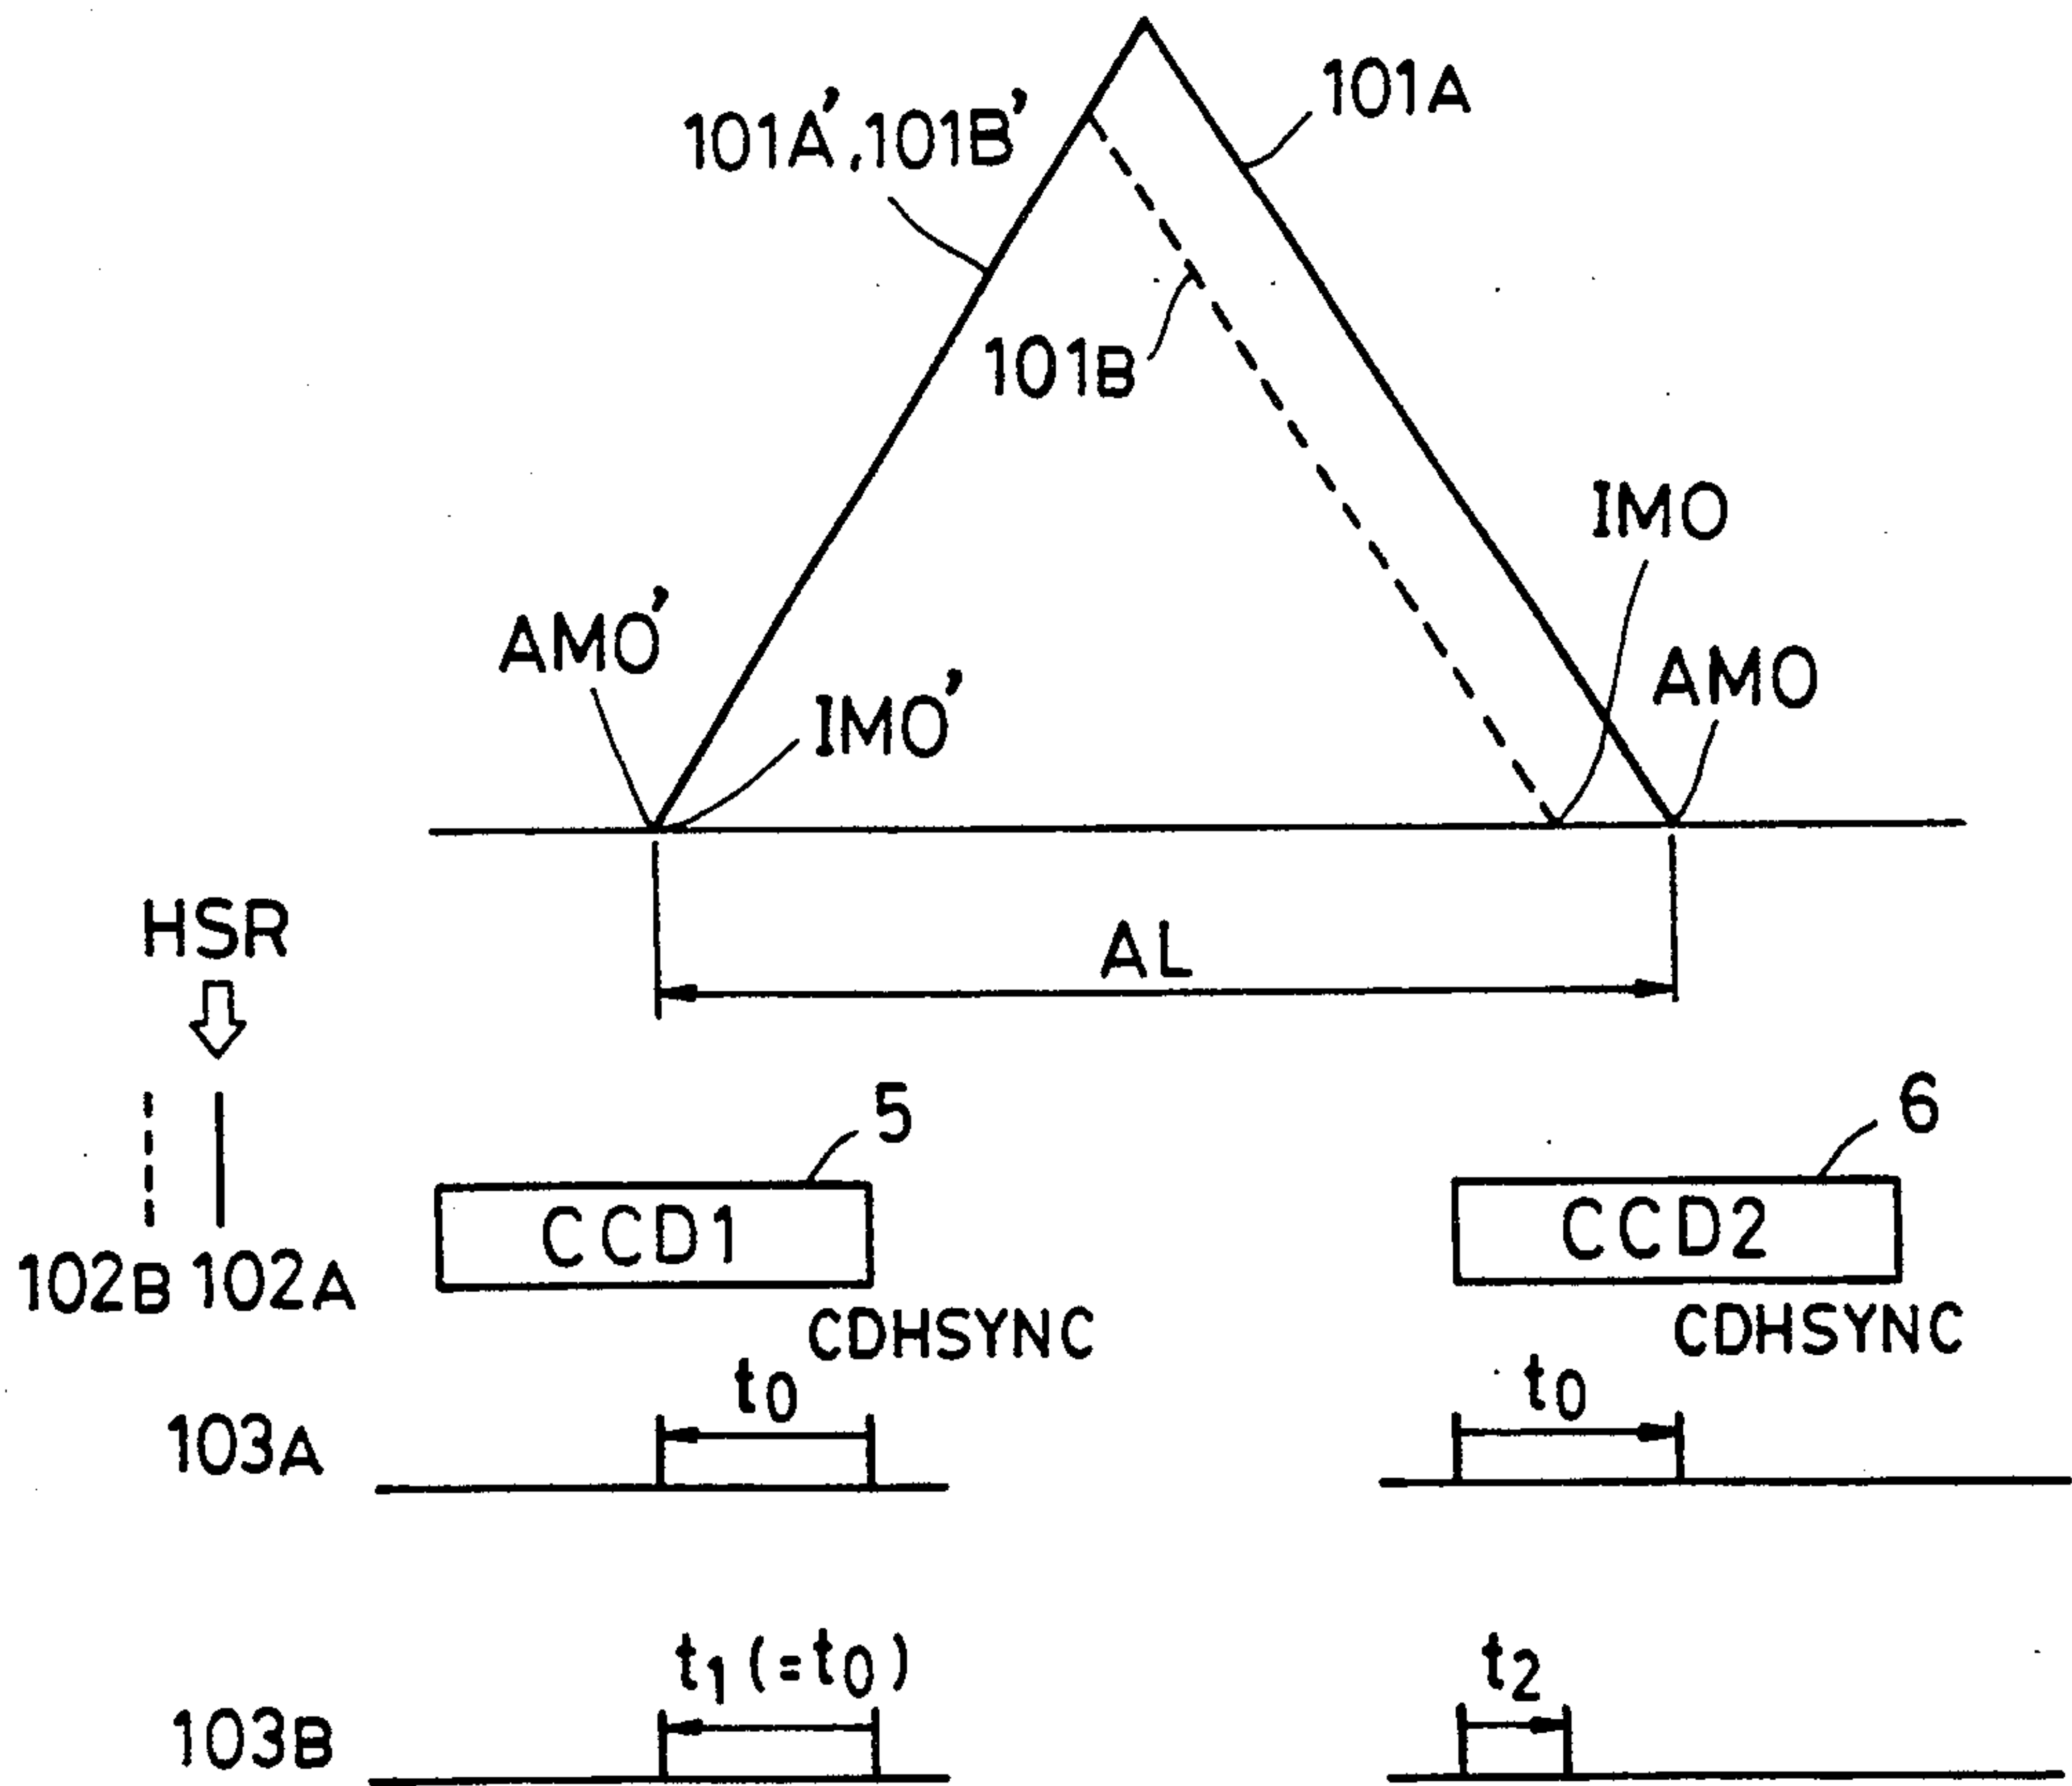 101A
101A',101B'
101B
IMO
AMO'
AMO
IMO'
HSR
AL
5
6
CCD1
CCD2
102B 102A
CDHSYNC
CDHSYNC
t0
t0
103A
t1(=t0)
t2
103B